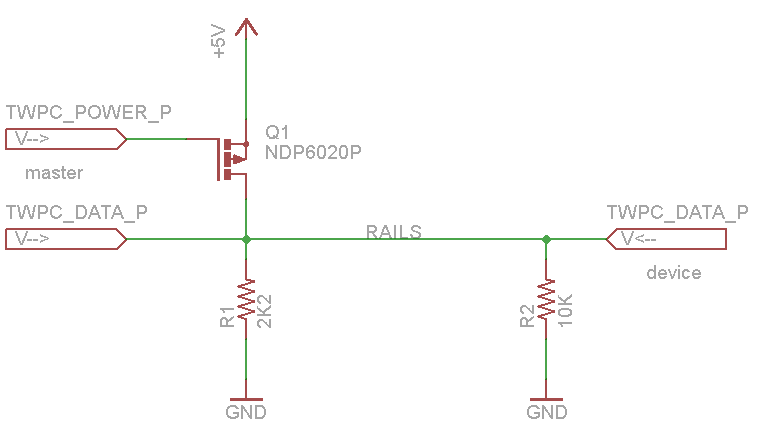 +5V
TWPC_POWER_P
V-->
master
Q1
NDP6020P
TWPC_DATA_P
V-->
RAILS
TWPC_DATA_P
V<--
device
R1
2K2
R2
10K
GND
GND